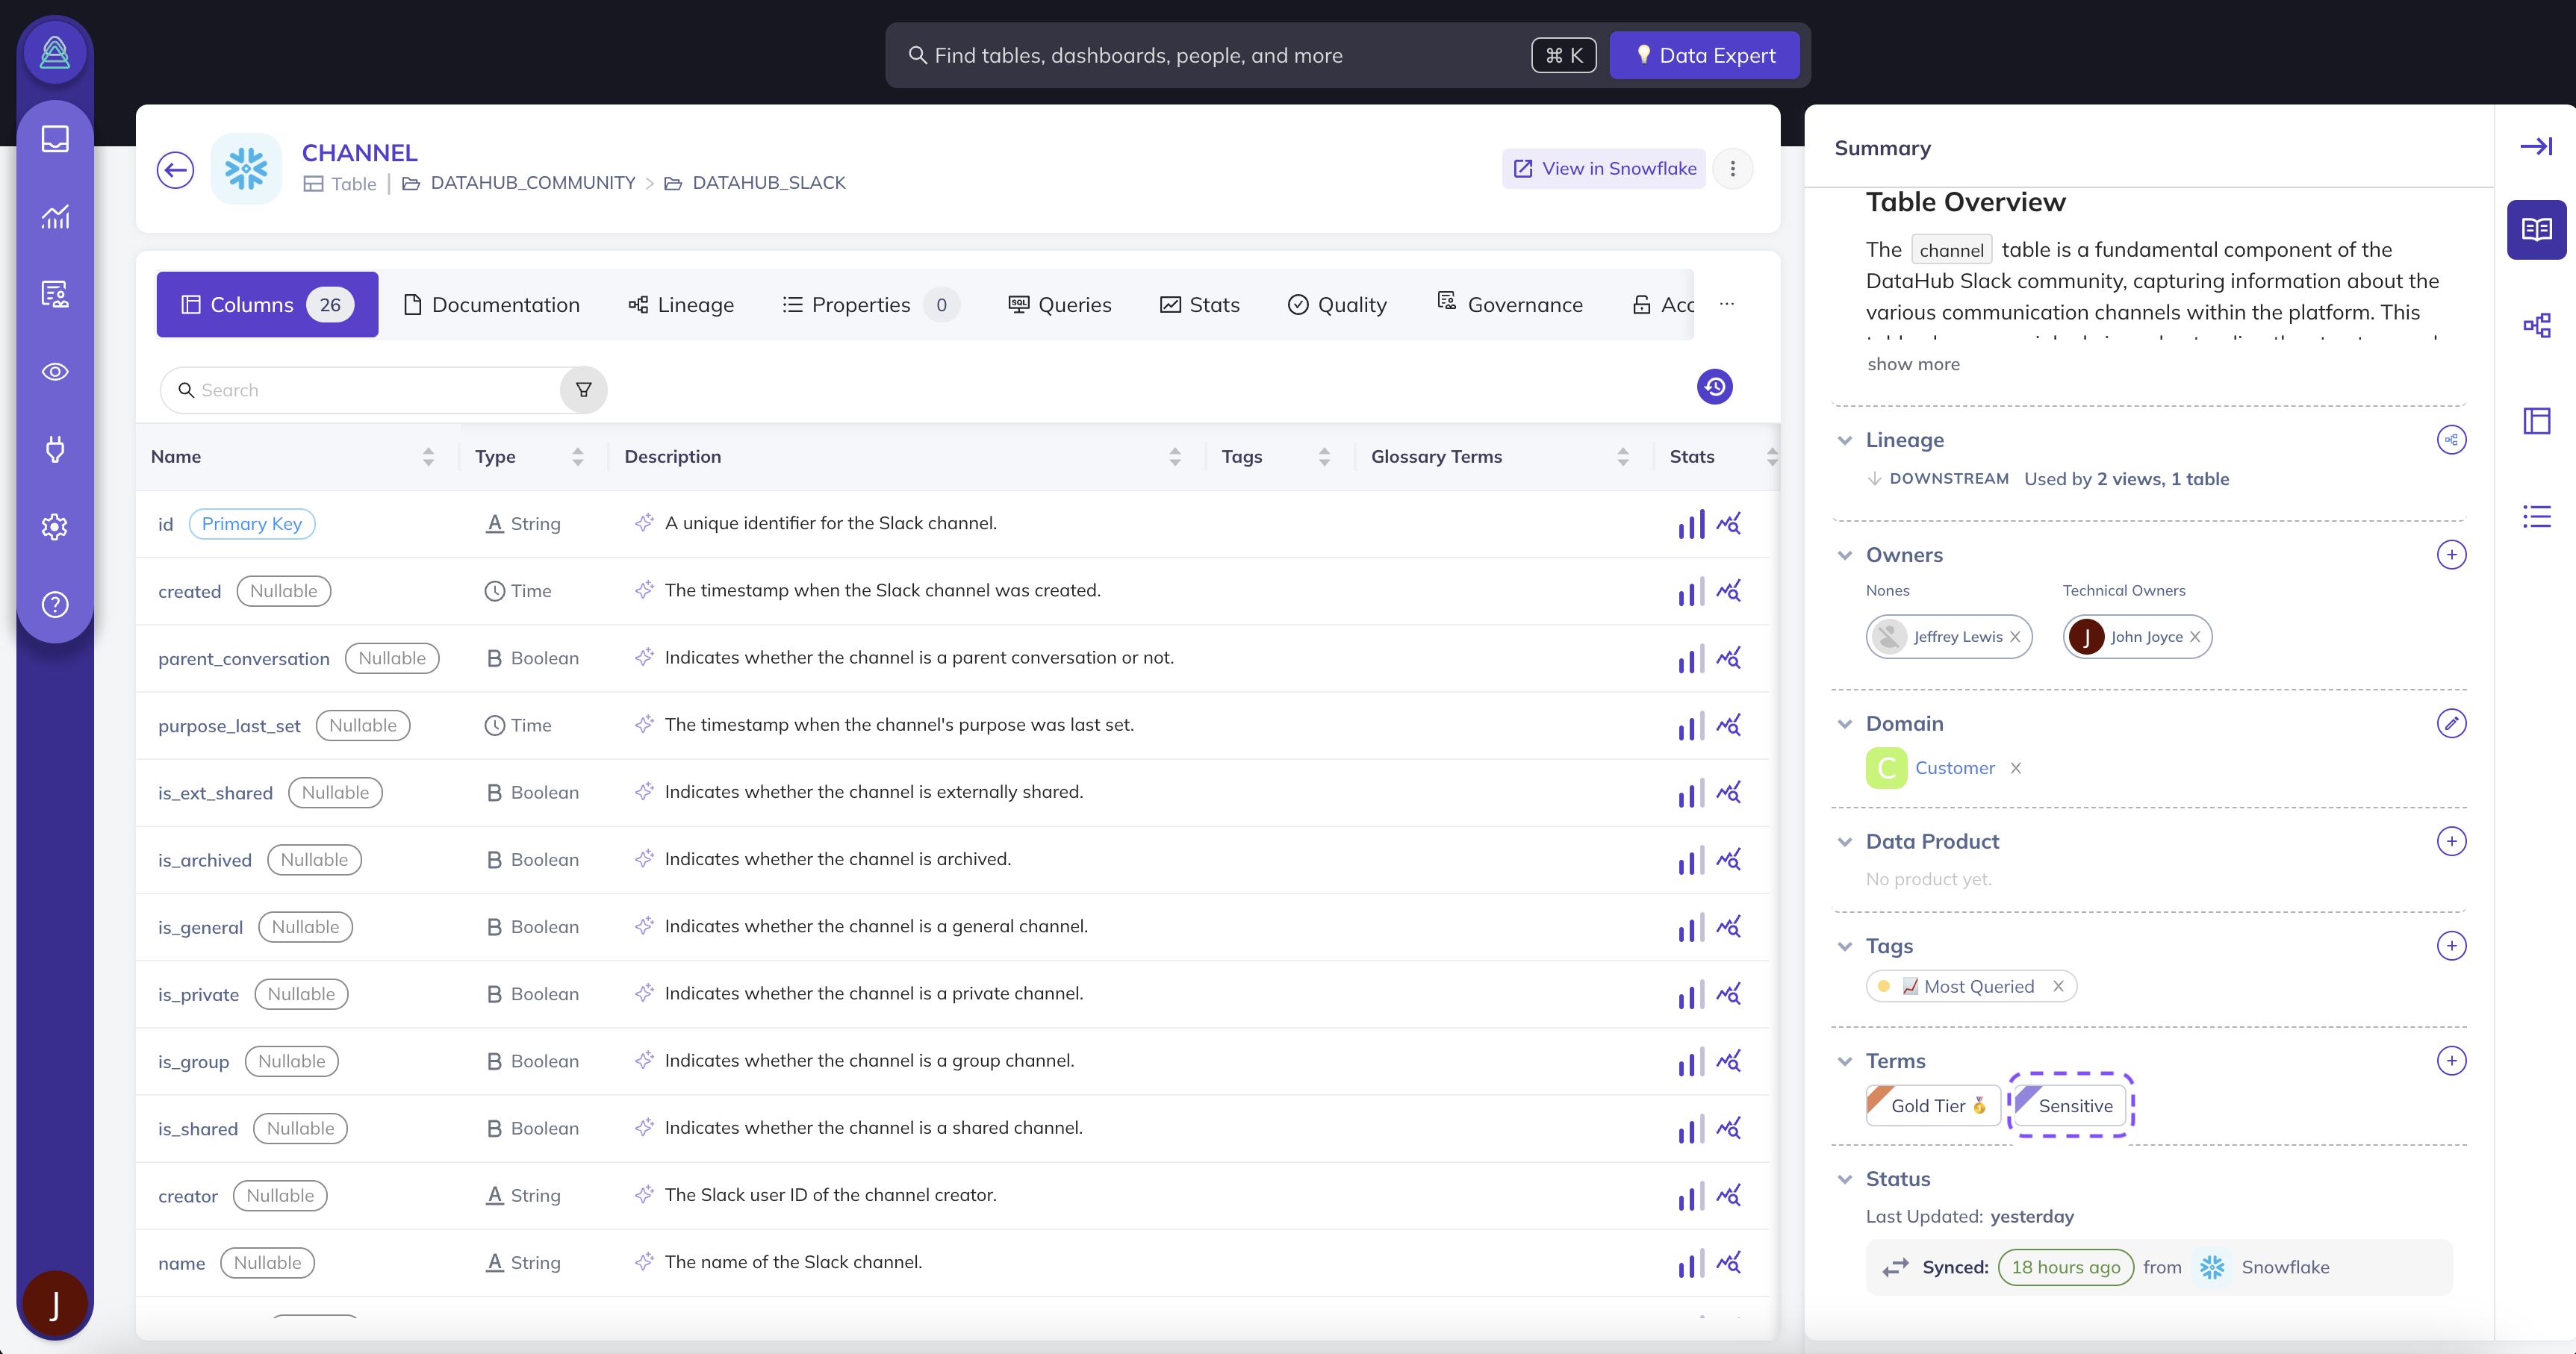 Find tables, dashboards, people, and more
⌘ K
Data Expert
CHANNEL
Table
DATAHUB_COMMUNITY
DATAHUB_SLACK
View in Snowflake
Columns 26
Documentation
Lineage
Properties 0
SQL Queries
Stats
Quality
Governance
Search
Name Type Description Tags Glossary Terms Stats
id Primary Key String A unique identifier for the Slack channel.
created Nullable Time The timestamp when the Slack channel was created.
parent_conversation Nullable Boolean Indicates whether the channel is a parent conversation or not.
purpose_last_set Nullable Time The timestamp when the channel's purpose was last set.
is_ext_shared Nullable Boolean Indicates whether the channel is externally shared.
is_archived Nullable Boolean Indicates whether the channel is archived.
is_general Nullable Boolean Indicates whether the channel is a general channel.
is_private Nullable Boolean Indicates whether the channel is a private channel.
is_group Nullable Boolean Indicates whether the channel is a group channel.
is_shared Nullable Boolean Indicates whether the channel is a shared channel.
creator Nullable String The Slack user ID of the channel creator.
name Nullable String The name of the Slack channel.
J
Summary
Table Overview
The channel table is a fundamental component of the
DataHub Slack community, capturing information about the
various communication channels within the platform. This
show more
Lineage
DOWNSTREAM Used by 2 views, 1 table
Owners
Nones Technical Owners
Jeffrey Lewis J John Joyce
Domain
C Customer
Data Product
No product yet.
Tags
Most Queried
Terms
Gold Tier Sensitive
Status
Last Updated: yesterday
Synced: 18 hours ago from Snowflake